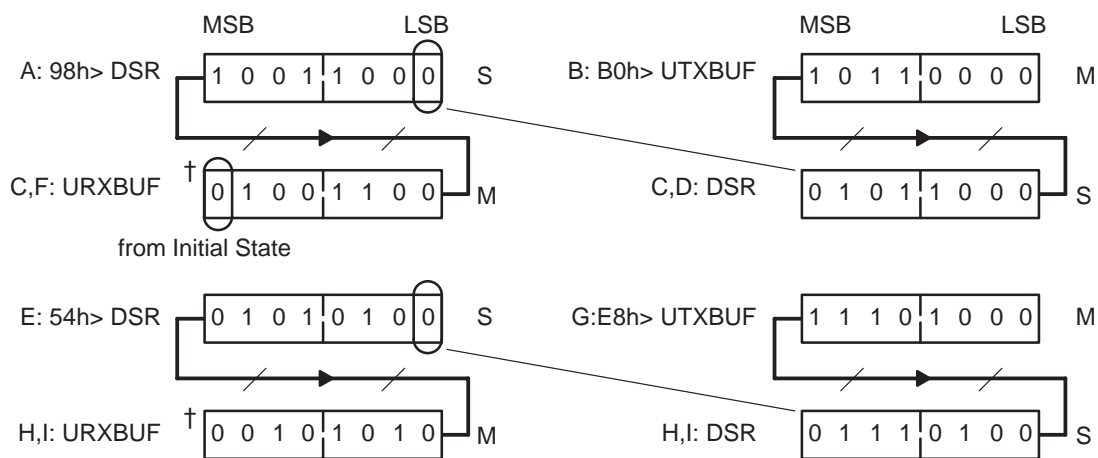 MSB LSB MSB LSB
A: 98h> DSR 1 0 0 1 1 0 0 0 S B: B0h> UTXBUF 1 0 1 1 0 0 0 0 M
†
C,F: URXBUF 0 1 0 0 1 1 0 0 M C,D: DSR 0 1 0 1 1 0 0 0 S
from Initial State
E: 54h> DSR 0 1 0 1 0 1 0 0 S G:E8h> UTXBUF 1 1 1 0 1 0 0 0 M
†
H,I: URXBUF 0 0 1 0 1 0 1 0 M H,I: DSR 0 1 1 1 0 1 0 0 S